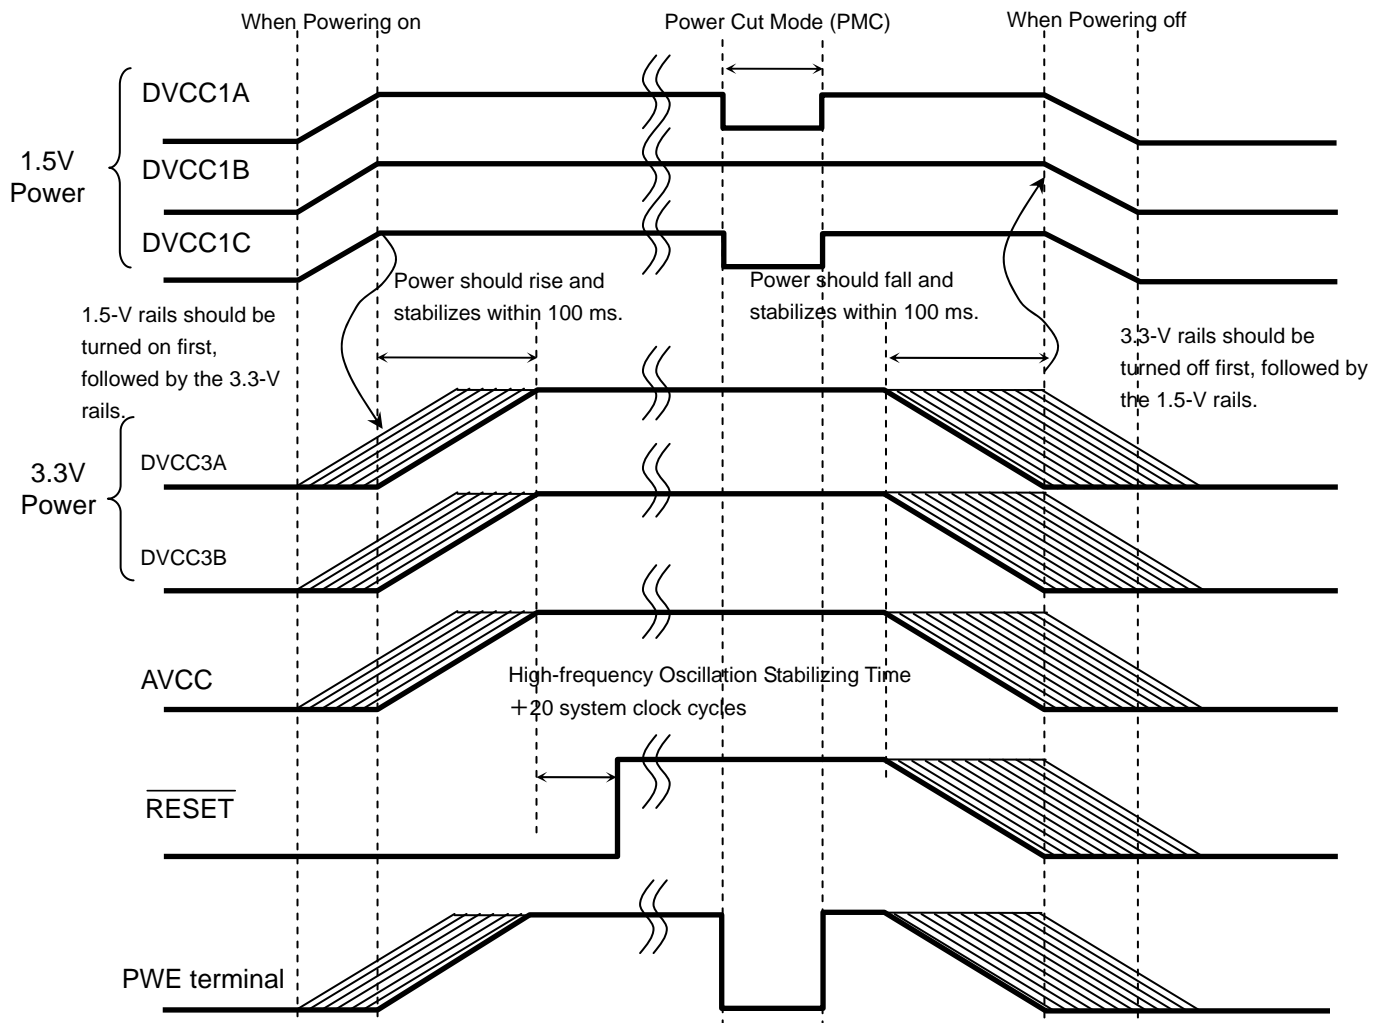 When Powering on
Power Cut Mode (PMC)
When Powering off
DVCC1A
1.5V
Power
DVCC1B
DVCC1C
Power should rise and
stabilizes within 100 ms.
Power should fall and
stabilizes within 100 ms.
1.5-V rails should be
turned on first,
followed by the 3.3-V
rails.
3.3-V rails should be
turned off first, followed by
the 1.5-V rails.
3.3V
Power
DVCC3A
DVCC3B
AVCC
High-frequency Oscillation Stabilizing Time
＋20 system clock cycles
RESET
PWE terminal